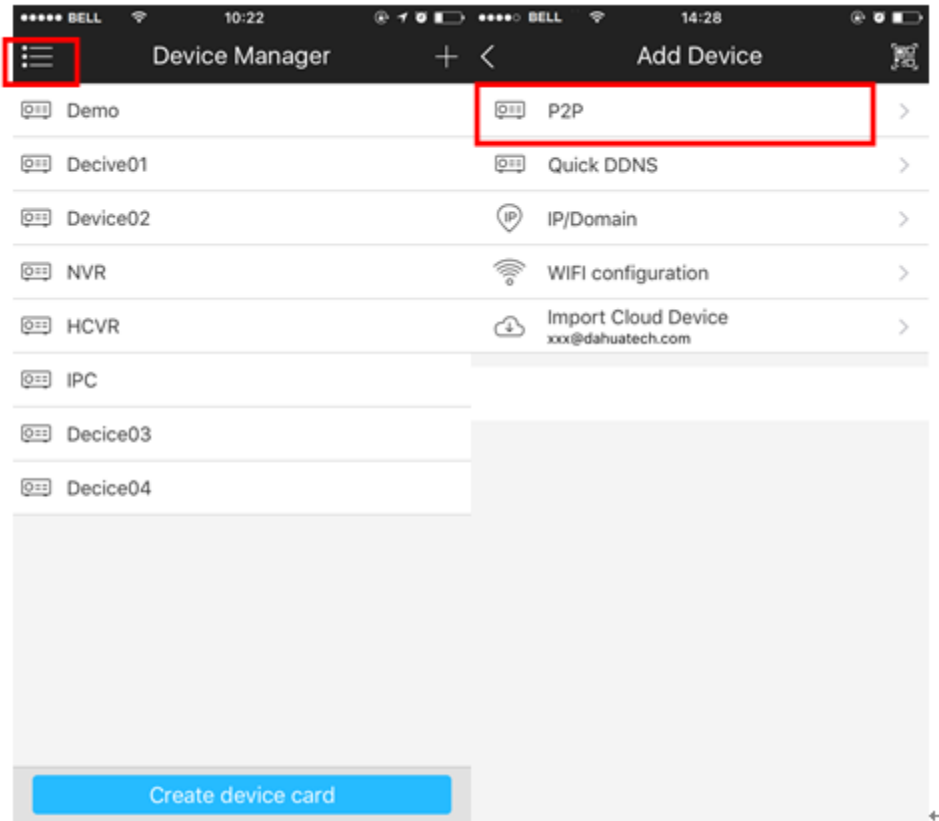 BELL 10:22
Device Manager
Demo
Decive01
Device02
NVR
HCVR
IPC
Decice03
Decice04
Create device card
BELL 14:28
Add Device
P2P
Quick DDNS
IP IP/Domain
WIFI configuration
Import Cloud Device
xxx@dahuatech.com